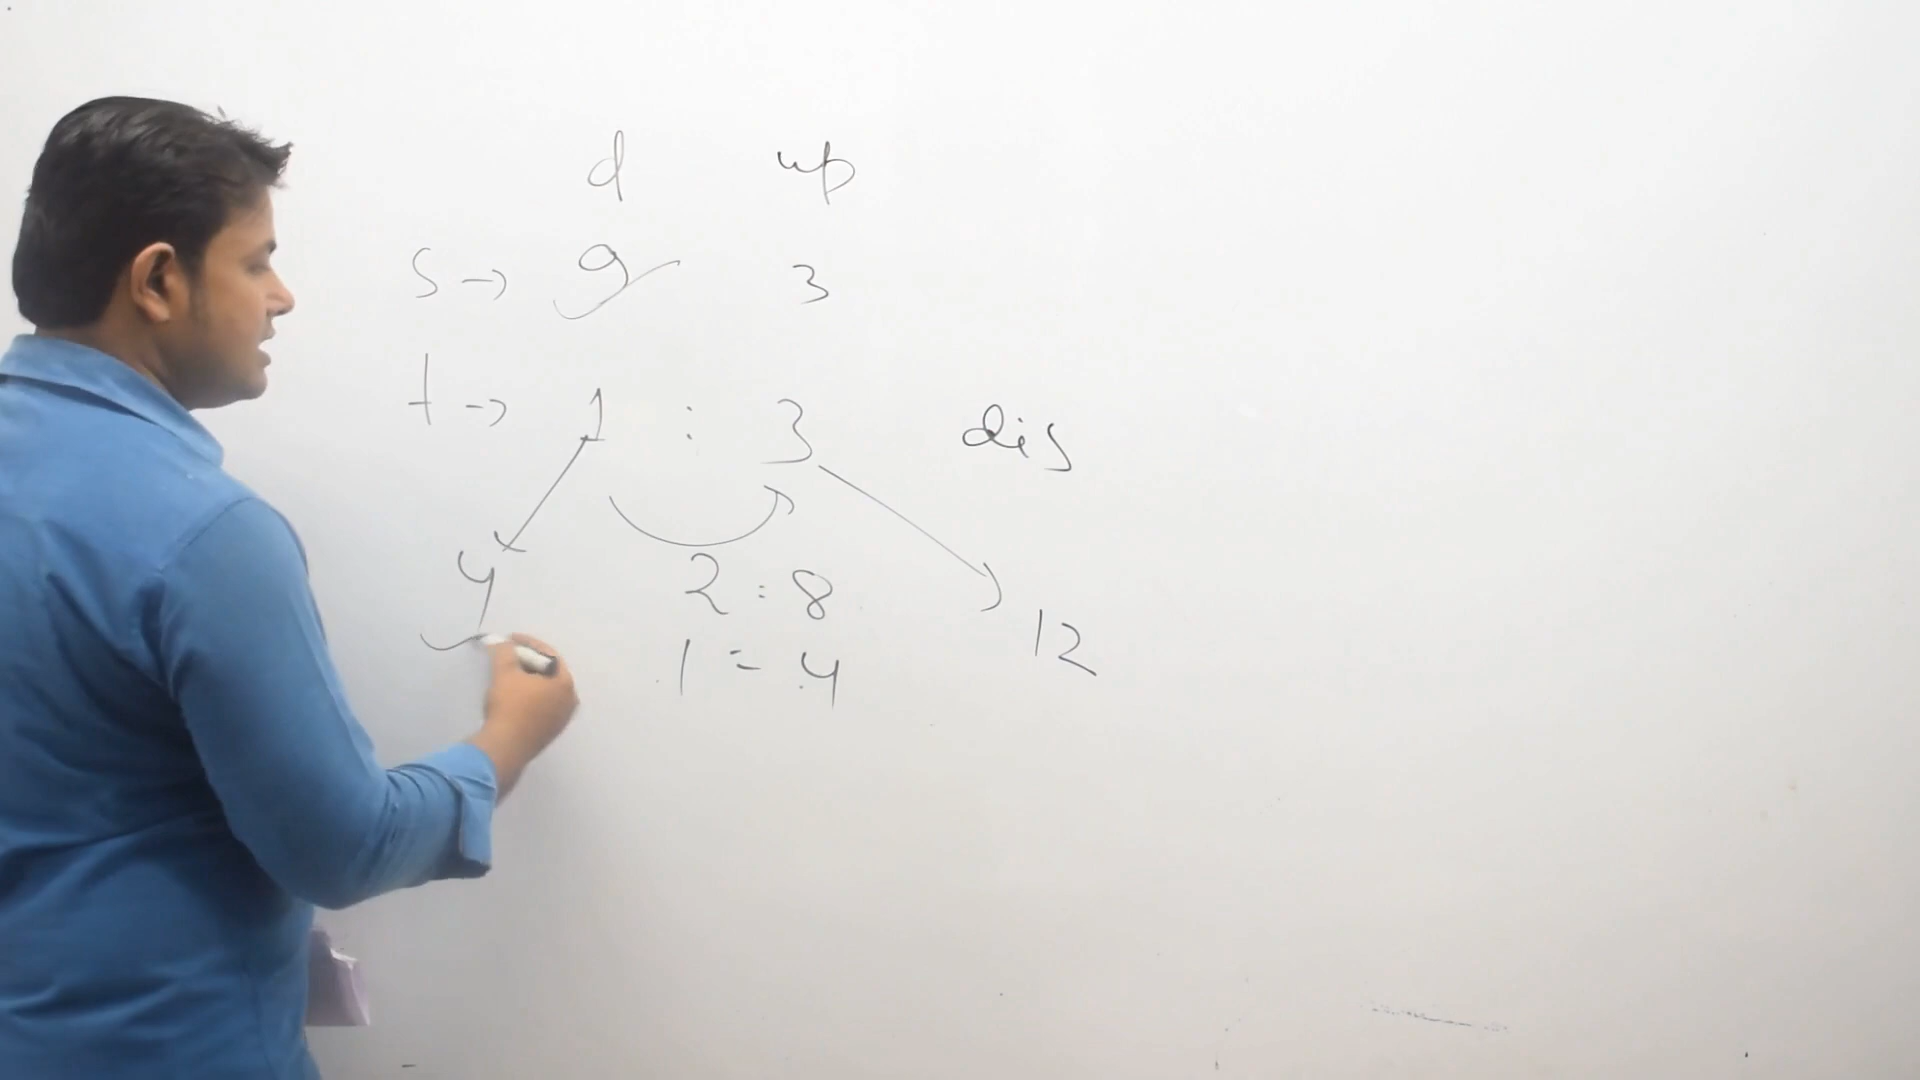 d up
s → 9 3
t → 1 : 3 dis
4 2 : 8 12
1 = 4